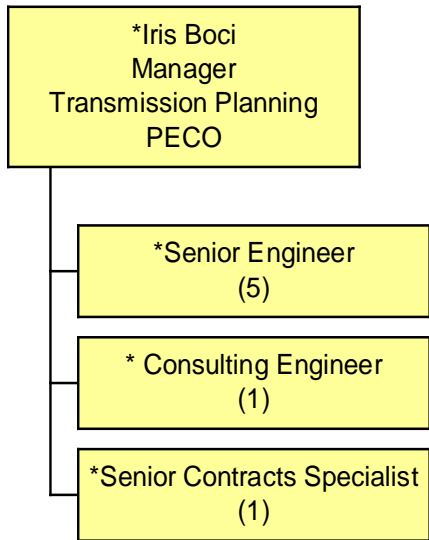 *Iris Boci
Manager
Transmission Planning
PECO
*Senior Engineer
(5)
* Consulting Engineer
(1)
*Senior Contracts Specialist
(1)